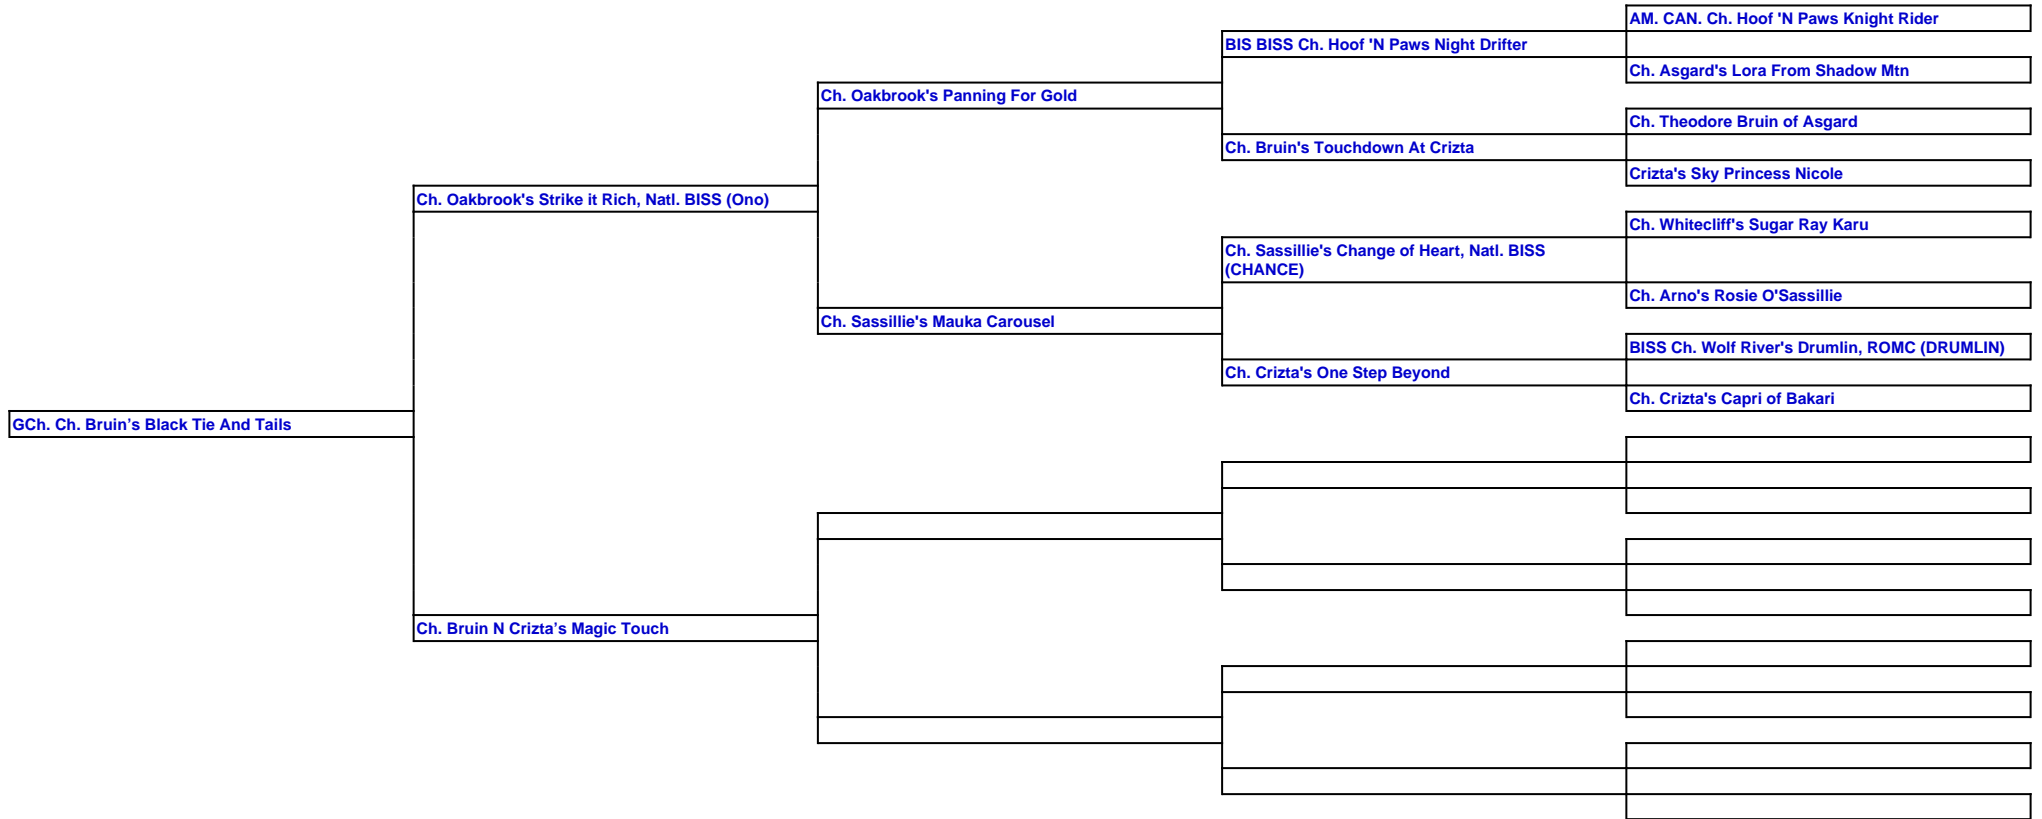 AM. CAN. Ch. Hoof 'N Paws Knight Rider
BIS BISS Ch. Hoof 'N Paws Night Drifter
Ch. Asgard's Lora From Shadow Mtn
Ch. Oakbrook's Panning For Gold
Ch. Theodore Bruin of Asgard
Ch. Bruin's Touchdown At Crizta
Crizta's Sky Princess Nicole
Ch. Oakbrook's Strike it Rich, Natl. BISS (Ono)
Ch. Whitecliff's Sugar Ray Karu
Ch. Sassillie's Change of Heart, Natl. BISS
(CHANCE)
Ch. Arno's Rosie O'Sassillie
Ch. Sassillie's Mauka Carousel
BISS Ch. Wolf River's Drumlin, ROMC (DRUMLIN)
Ch. Crizta's One Step Beyond
Ch. Crizta's Capri of Bakari
GCh. Ch. Bruin’s Black Tie And Tails
Ch. Bruin N Crizta’s Magic Touch